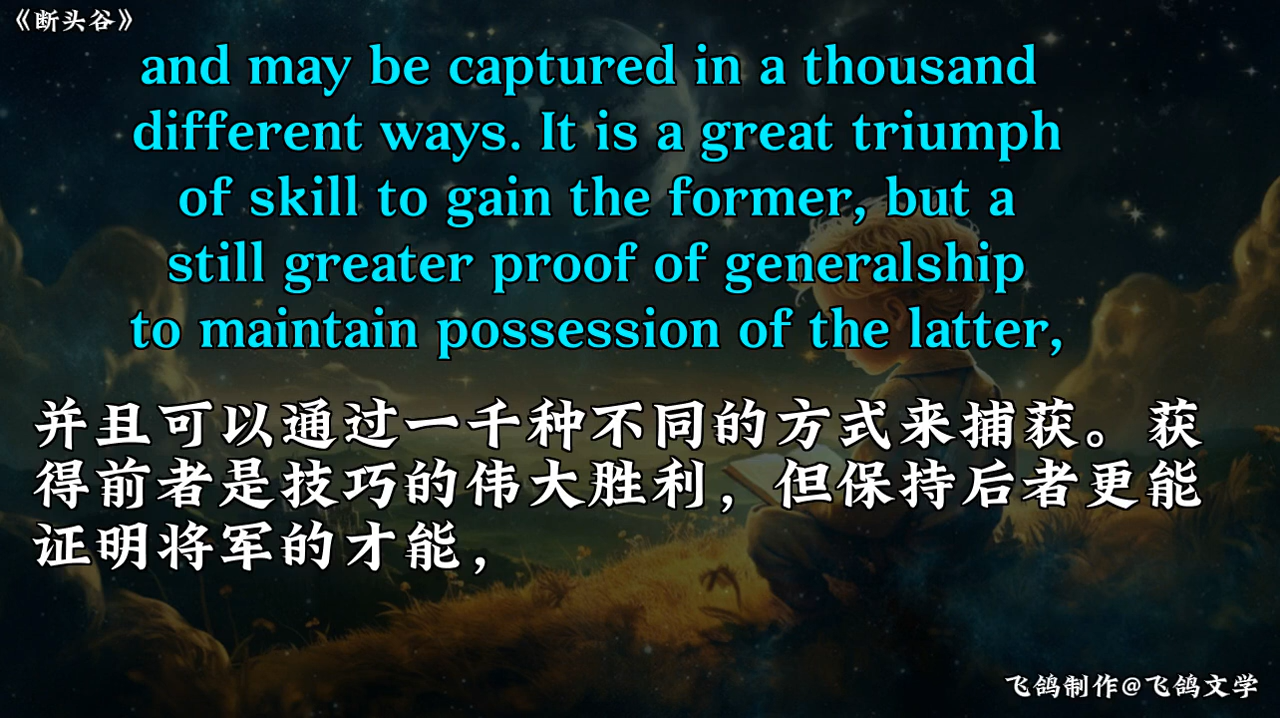 《断头谷》
and may be captured in a thousand
different ways. It is a great triumph
of skill to gain the former, but a
still greater proof of generalship
to maintain possession of the latter,
并且可以通过一千种不同的方式来捕获。获
得前者是技巧的伟大胜利，但保持后者更能
证明将军的才能，
飞鸽制作@飞鸽文学